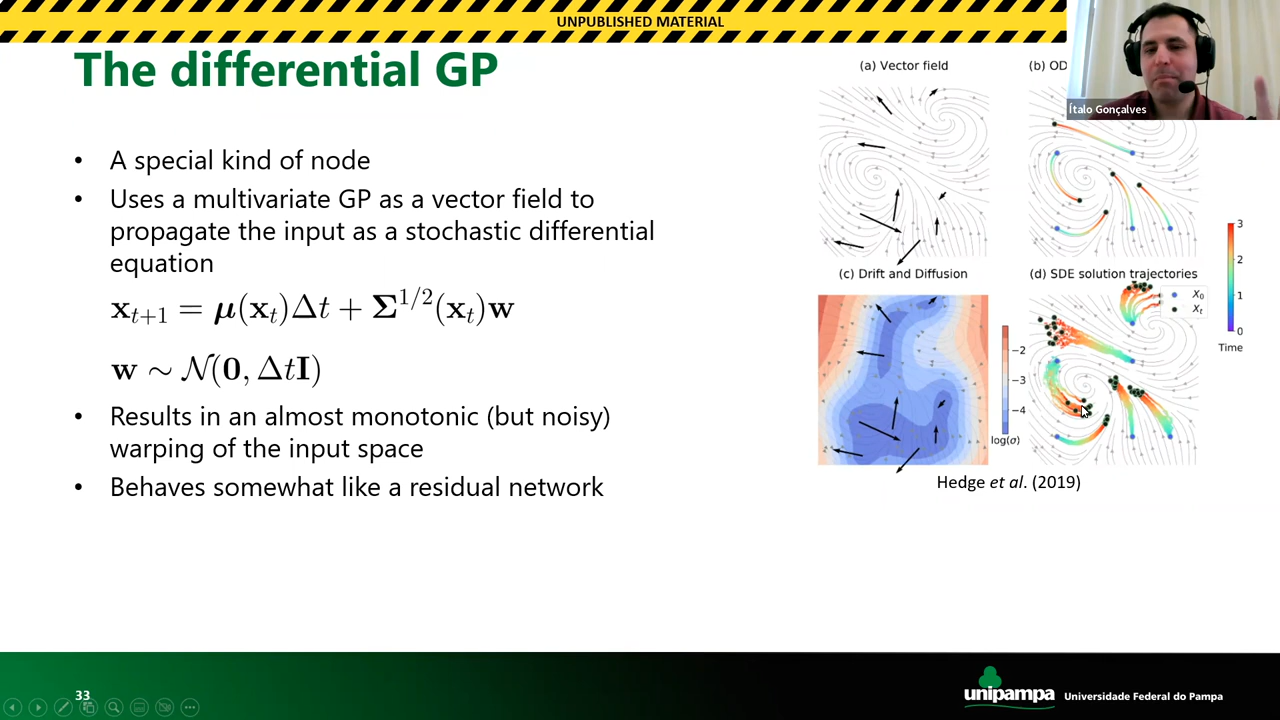 UNPUBLISHED MATERIAL
The differential GP
• A special kind of node
• Uses a multivariate GP as a vector field to
propagate the input as a stochastic differential
equation
x_{t+1} = μ(x_t)Δt + Σ^{1/2}(x_t)w
w ∼ 𝒩(0, ΔtI)
• Results in an almost monotonic (but noisy)
warping of the input space
• Behaves somewhat like a residual network
(a) Vector field
(b) OD
Ítalo Gonçalves
(c) Drift and Diffusion
−2
−3
−4
log(σ)
(d) SDE solution trajectories
X₀
Xₜ
3
2
1
0
Time
Hedge et al. (2019)
33
unipampa
Universidade Federal do Pampa